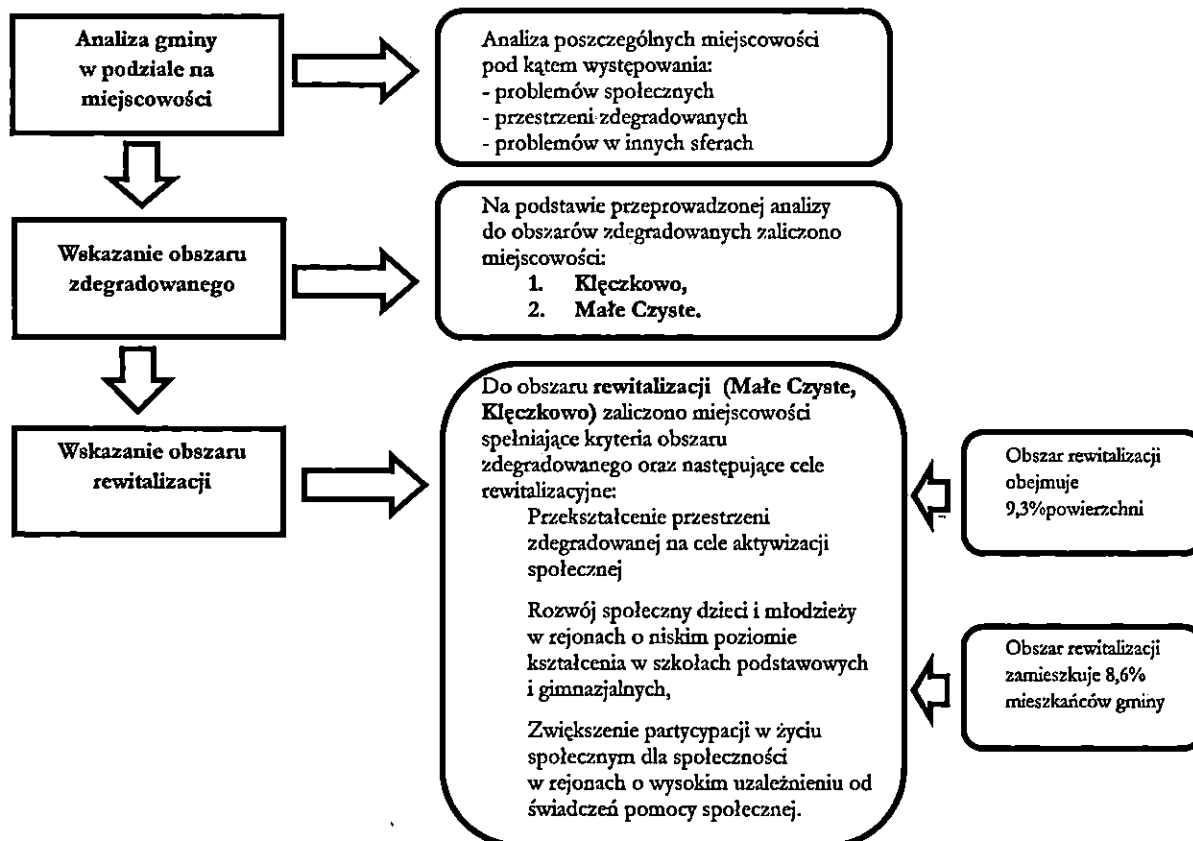 Analiza gminy
w podziale na
miejscowości
Analiza poszczególnych miejscowości
pod kątem występowania:
- problemów społecznych
- przestrzeni zdegradowanych
- problemów w innych sferach
Wskazanie obszaru
zdegradowanego
Na podstawie przeprowadzonej analizy
do obszarów zdegradowanych zaliczono
miejscowości:
1. Klęczkowo,
2. Małe Czyste.
Wskazanie obszaru
rewitalizacji
Do obszaru rewitalizacji (Małe Czyste,
Klęczkowo) zaliczono miejscowości
spełniające kryteria obszaru
zdegradowanego oraz następujące cele
rewitalizacyjne:
Przekształcenie przestrzeni
zdegradowanej na cele aktywizacji
społecznej
Rozwój społeczny dzieci i młodzieży
w rejonach o niskim poziomie
kształcenia w szkołach podstawowych
i gimnazjalnych,
Zwiększenie partycypacji w życiu
społecznym dla społeczności
w rejonach o wysokim uzależnieniu od
świadczeń pomocy społecznej.
Obszar rewitalizacji
obejmuje
9,3%powierzchni
Obszar rewitalizacji
zamieszkuje 8,6%
mieszkańców gminy